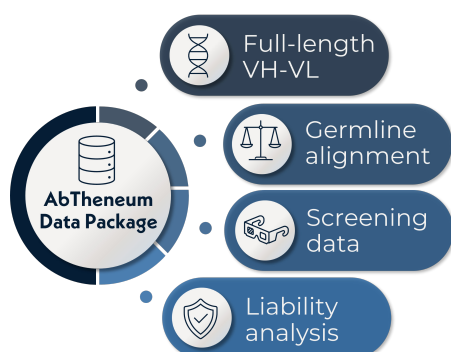 Full-length
VH-VL
Germline
alignment
AbTheneum
Data Package
Screening
data
Liability
analysis